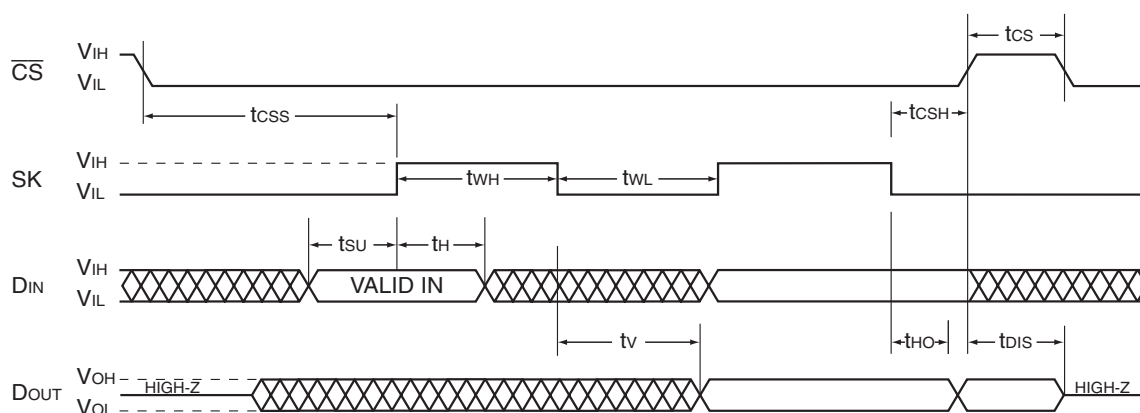 tCS
VIH
CS
VIL
tCSS
tCSH
VIH
SK
tWH
tWL
VIL
tSU
tH
VIH
DIN
VALID IN
VIL
tV
tHO
tDIS
VOH
DOUT
HIGH-Z
HIGH-Z
VOL